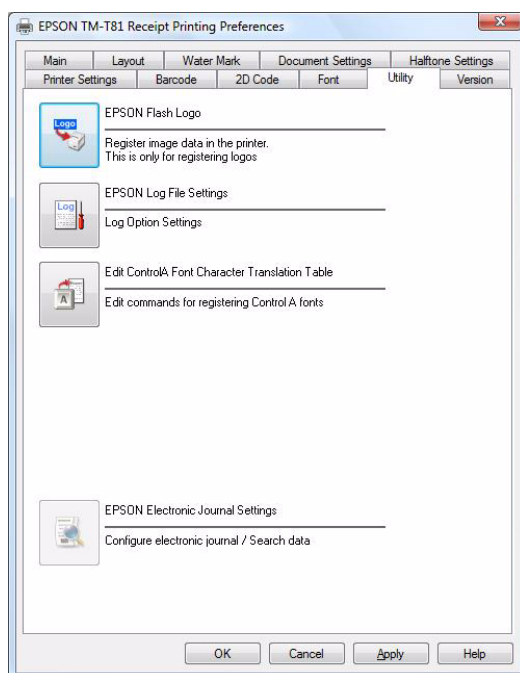 EPSON TM-T81 Receipt Printing Preferences
Main Layout Water Mark Document Settings Halftone Settings
Printer Settings Barcode 2D Code Font Utility Version
EPSON Flash Logo
Logo
Register image data in the printer.
This is only for registering logos
EPSON Log File Settings
Log
Log Option Settings
Edit ControlA Font Character Translation Table
A
Edit commands for registering Control A fonts
EPSON Electronic Journal Settings
Configure electronic journal / Search data
OK Cancel Apply Help